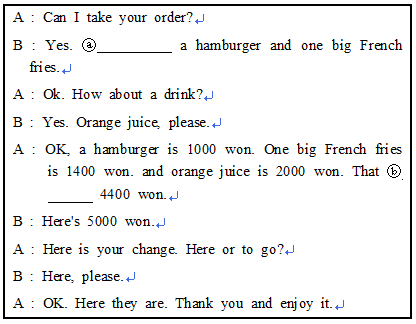 A : Can I take your order?↵
B : Yes. ⓐ__________ a hamburger and one big French
fries.↵
A : Ok. How about a drink?↵
B : Yes. Orange juice, please.↵
A : OK, a hamburger is 1000 won. One big French fries
is 1400 won. and orange juice is 2000 won. That ⓑ.
______ 4400 won.↵
B : Here's 5000 won.↵
A : Here is your change. Here or to go?↵
B : Here, please.↵
A : OK. Here they are. Thank you and enjoy it.↵